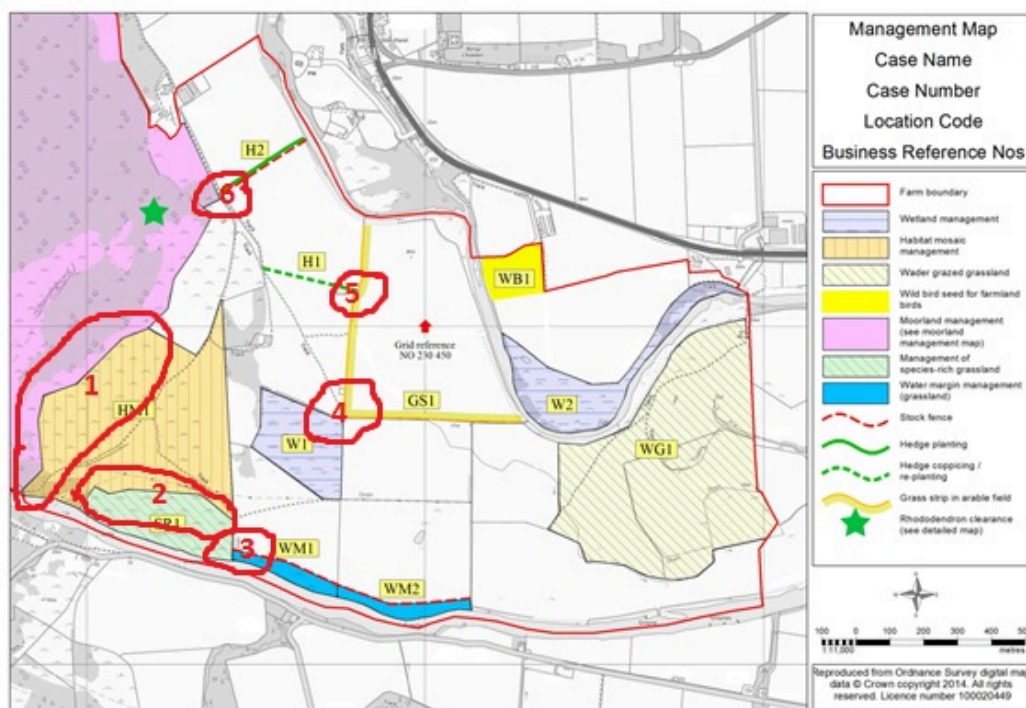 Management Map
Case Name
Case Number
Location Code
Business Reference Nos
Farm boundary
Wetland management
Habitat mosaic
management
Wader grazed grassland
Wild bird seed for farmland
birds
Moorland management
(see moorland
management map)
Management of
species-rich grassland
Water margin management
(grassland)
Stock fence
Hedge planting
Hedge coppicing /
re-planting
Grass strip in arable field
Rhododendron clearance
(see detailed map)
100 0 100 200 300 400 50
1:11,000 metres
Reproduced from Ordnance Survey digital map
data © Crown copyright 2014. All rights
reserved. Licence number 100020449
H2
6
H1
5
WB1
Grid reference
NO 230 450
1
HM1
4
GS1
W2
W1
WG1
2
SR1
3
WM1
WM2